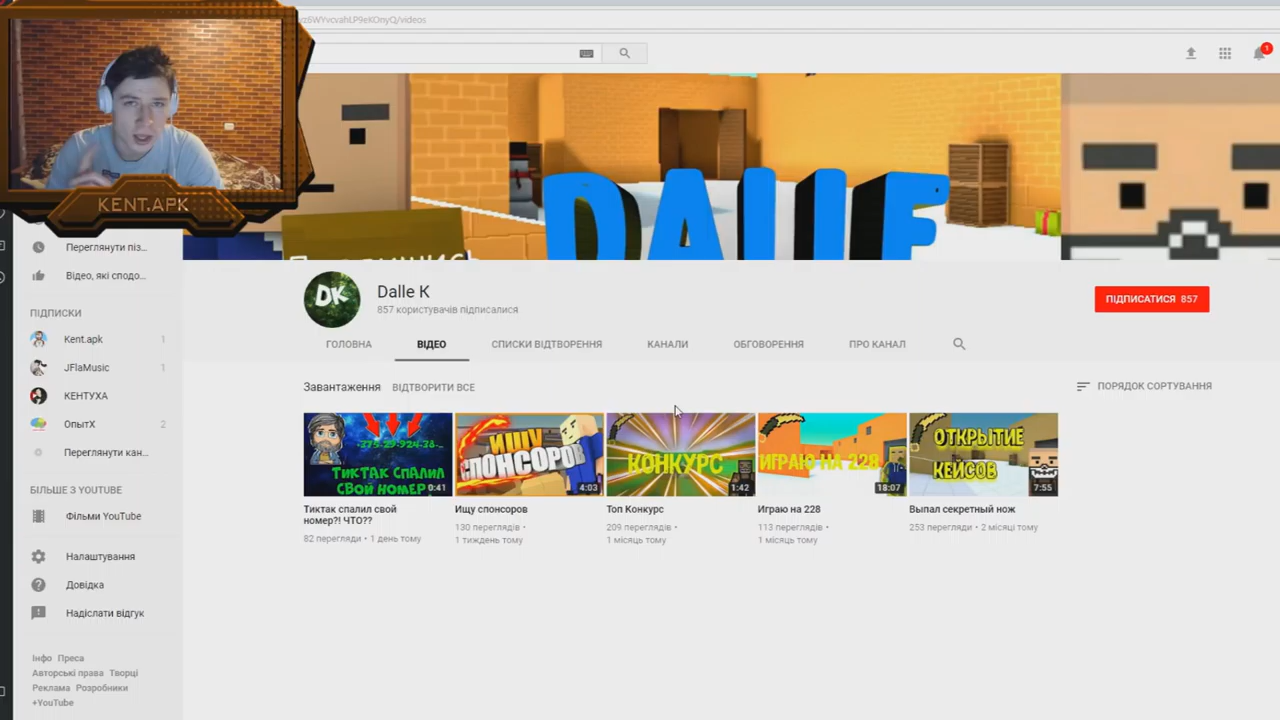 z6WYvcvahLP9eKOnyQ/videos
1
KENT.APK
DALLE
Переглянути піз...
Відео, які сподо...
ПІДПИСКИ
Kent.apk 1
JFlaMusic 1
КЕНТУХА
ОпытХ 2
Переглянути кан...
БІЛЬШЕ З YOUTUBE
Фільми YouTube
Налаштування
Довідка
Надіслати відгук
Інфо Преса
Авторські права Творці
Реклама Розробники
+YouTube
DK
Dalle K
857 користувачів підписалися
ПІДПИСАТИСЯ 857
ГОЛОВНА ВІДЕО СПИСКИ ВІДТВОРЕННЯ КАНАЛИ ОБГОВОРЕННЯ ПРО КАНАЛ
Завантаження ВІДТВОРИТИ ВСЕ
ПОРЯДОК СОРТУВАННЯ
ТИКТАК СПАЛИЛ
СВОЙ НОМЕР
0:41
Тиктак спалил свой
номер?! ЧТО??
82 перегляди • 1 день тому
ИЩУ
СПОНСОРОВ
4:03
Ищу спонсоров
130 переглядів •
1 тиждень тому
КОНКУРС
1:42
Топ Конкурс
209 переглядів •
1 місяць тому
ИГРАЮ НА 228
18:07
Играю на 228
113 переглядів •
1 місяць тому
ОТКРЫТИЕ
КЕЙСОВ
7:55
Выпал секретный нож
253 перегляди • 2 місяці тому